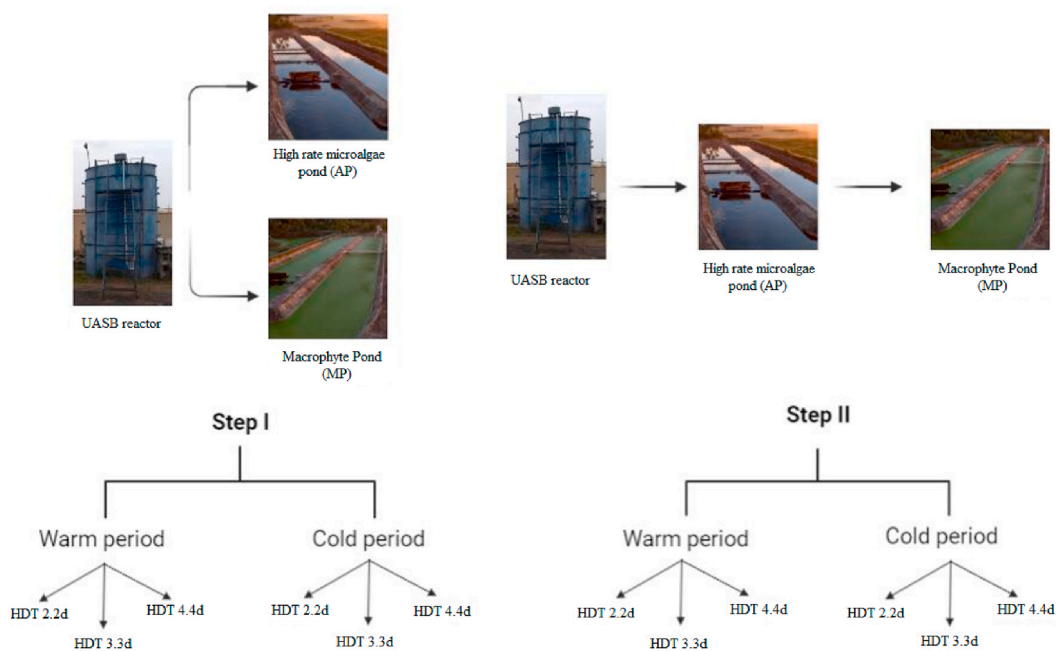 High rate microalgae
pond (AP)
UASB reactor
Macrophyte Pond
(MP)
UASB reactor
High rate microalgae
pond (AP)
Macrophyte Pond
(MP)
Step I
Warm period
Cold period
HDT 2.2d
HDT 3.3d
HDT 4.4d
HDT 2.2d
HDT 3.3d
HDT 4.4d
Step II
Warm period
Cold period
HDT 2.2d
HDT 3.3d
HDT 4.4d
HDT 2.2d
HDT 3.3d
HDT 4.4d